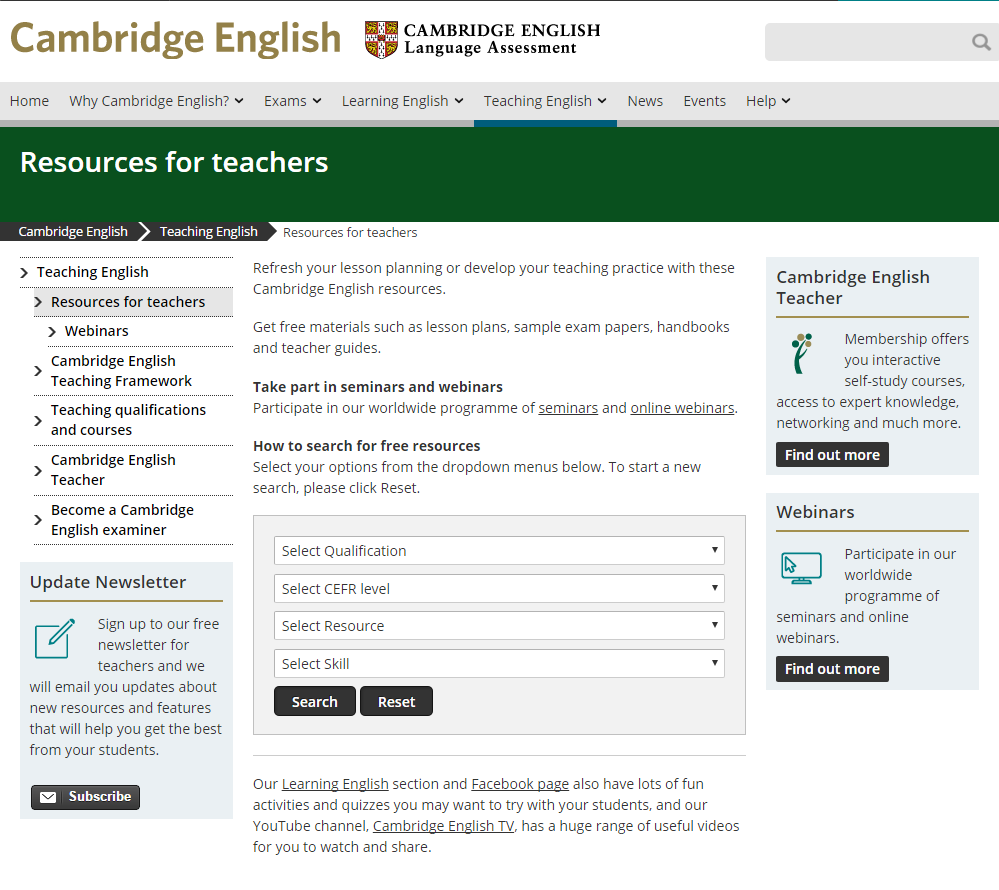 Cambridge English
CAMBRIDGE ENGLISH
Language Assessment
Home
Why Cambridge English?
Exams
Learning English
Teaching English
News
Events
Help
Resources for teachers
Cambridge English
Teaching English
Resources for teachers
Teaching English
Resources for teachers
Webinars
Cambridge English
Teaching Framework
Teaching qualifications
and courses
Cambridge English
Teacher
Become a Cambridge
English examiner
Update Newsletter
Sign up to our free
newsletter for
teachers and we
will email you updates about
new resources and features
that will help you get the best
from your students.
Subscribe
Refresh your lesson planning or develop your teaching practice with these
Cambridge English resources.
Get free materials such as lesson plans, sample exam papers, handbooks
and teacher guides.
Take part in seminars and webinars
Participate in our worldwide programme of seminars and online webinars.
How to search for free resources
Select your options from the dropdown menus below. To start a new
search, please click Reset.
Select Qualification
Select CEFR level
Select Resource
Select Skill
Search
Reset
Our Learning English section and Facebook page also have lots of fun
activities and quizzes you may want to try with your students, and our
YouTube channel, Cambridge English TV, has a huge range of useful videos
for you to watch and share.
Cambridge English
Teacher
Membership offers
you interactive
self-study courses,
access to expert knowledge,
networking and much more.
Find out more
Webinars
Participate in our
worldwide
programme of
seminars and online
webinars.
Find out more